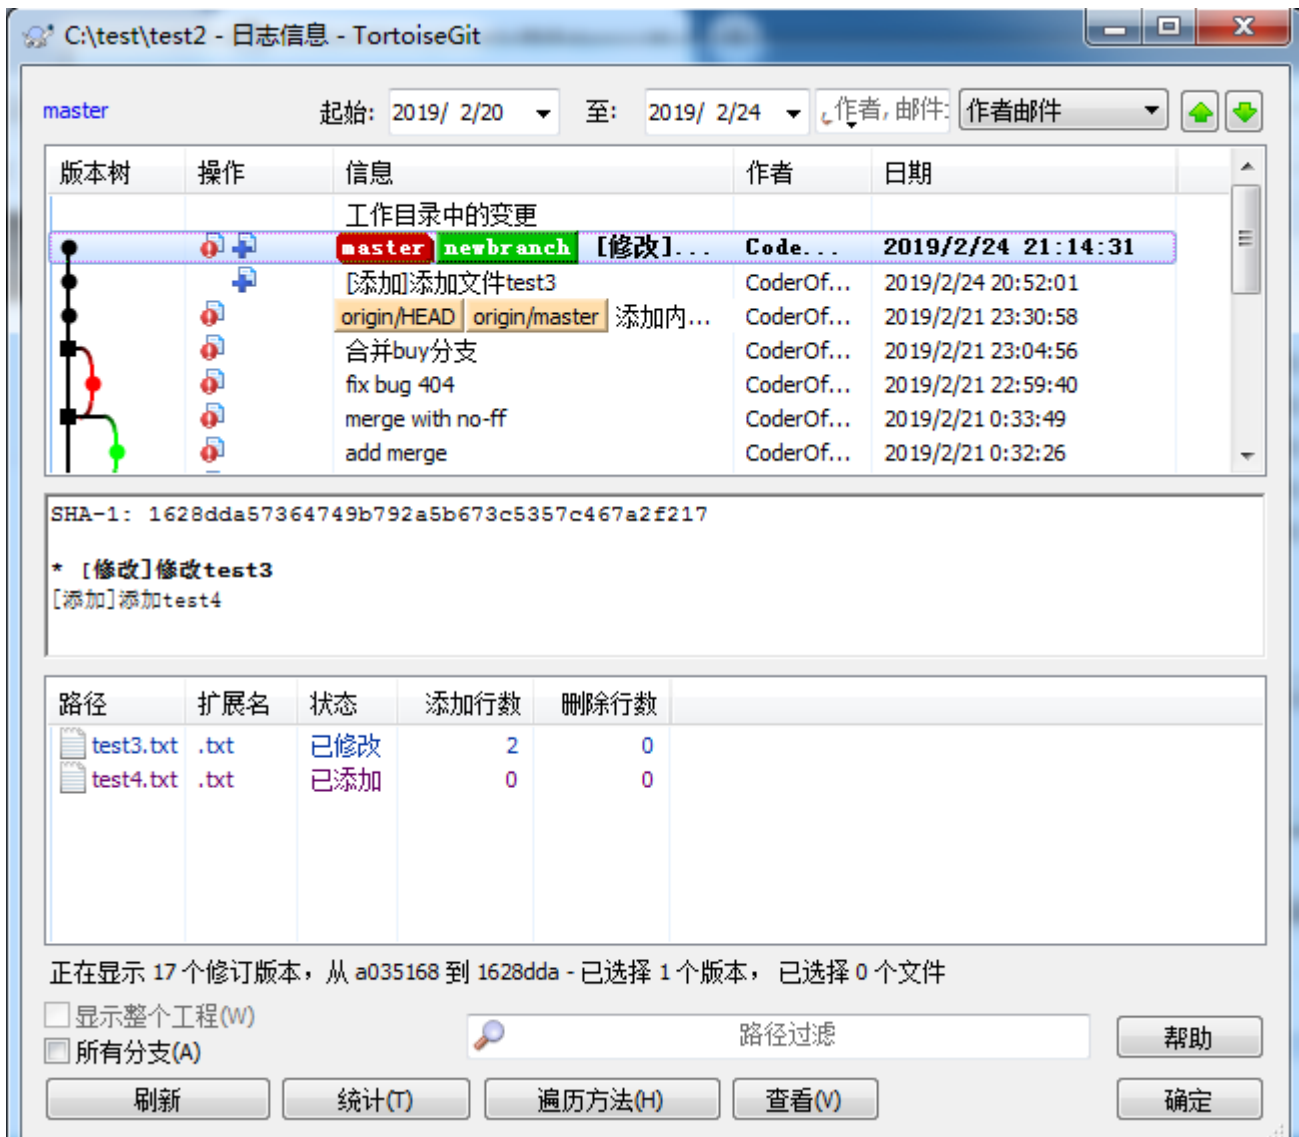 C:\test\test2 - 日志信息 - TortoiseGit
master 起始: 2019/ 2/20 至: 2019/ 2/24 作者, 邮件 作者邮件
版本树 操作 信息 作者 日期
工作目录中的变更
master newbranch [修改]... Code... 2019/2/24 21:14:31
[添加]添加文件test3 CoderOf... 2019/2/24 20:52:01
origin/HEAD origin/master 添加内... CoderOf... 2019/2/21 23:30:58
合并buy分支 CoderOf... 2019/2/21 23:04:56
fix bug 404 CoderOf... 2019/2/21 22:59:40
merge with no-ff CoderOf... 2019/2/21 0:33:49
add merge CoderOf... 2019/2/21 0:32:26
SHA-1: 1628dda57364749b792a5b673c5357c467a2f217
* [修改]修改test3
[添加]添加test4
路径 扩展名 状态 添加行数 删除行数
test3.txt .txt 已修改 2 0
test4.txt .txt 已添加 0 0
正在显示 17 个修订版本，从 a035168 到 1628dda - 已选择 1 个版本， 已选择 0 个文件
显示整个工程(W)
路径过滤 帮助
所有分支(A)
刷新 统计(T) 遍历方法(H) 查看(V) 确定